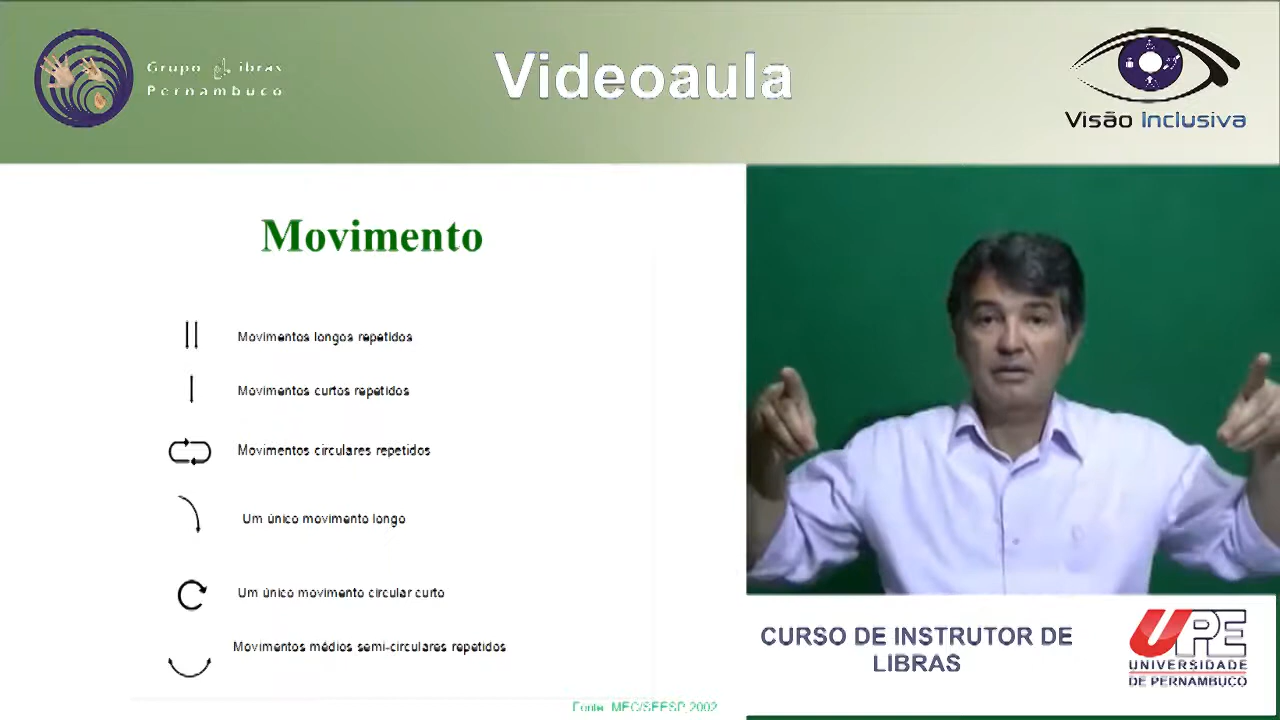 Grupo Libras
Pernambuco
Videoaula
Visão Inclusiva
Movimento
Movimentos longos repetidos
Movimentos curtos repetidos
Movimentos circulares repetidos
Um único movimento longo
Um único movimento circular curto
Movimentos médios semi-circulares repetidos
Fonte: MEC/SEESP, 2002
CURSO DE INSTRUTOR DE
LIBRAS
UPE
UNIVERSIDADE
DE PERNAMBUCO